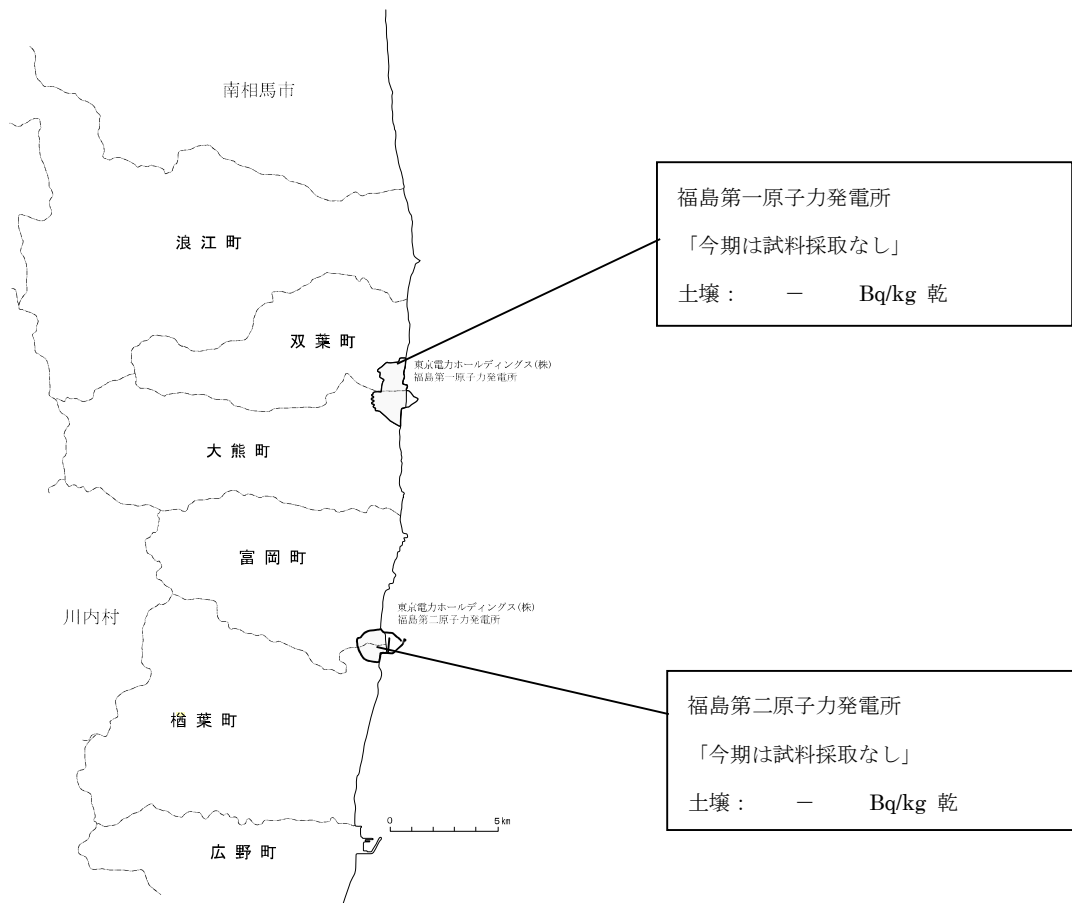 南相馬市
福島第一原子力発電所
「今期は試料採取なし」
土壌： － Bq/kg 乾
浪江町
双葉町
東京電力ホールディングス(株)
福島第一原子力発電所
大熊町
富岡町
川内村
東京電力ホールディングス(株)
福島第二原子力発電所
福島第二原子力発電所
「今期は試料採取なし」
土壌： － Bq/kg 乾
楢葉町
0 5km
広野町